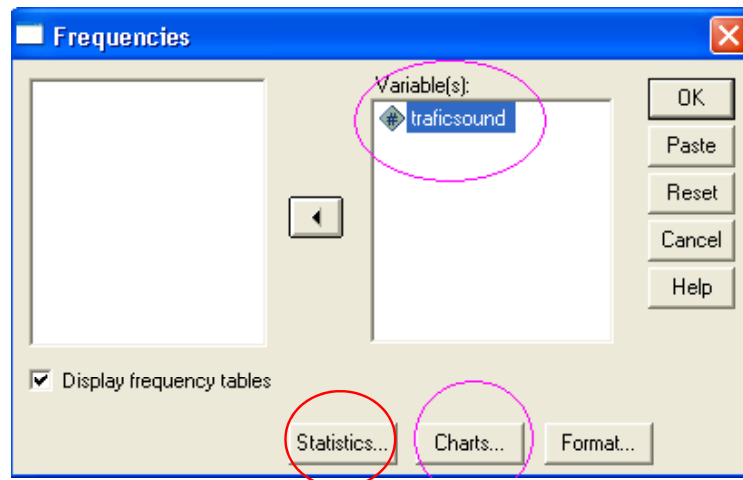 Frequencies
Variable(s):
# traficsound
OK
Paste
Reset
Cancel
Help
Display frequency tables
Statistics...
Charts...
Format...